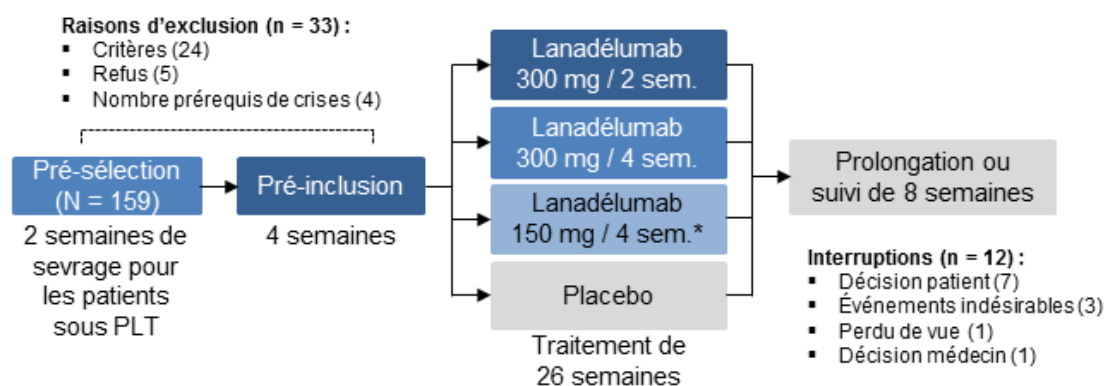 Raisons d’exclusion (n = 33) :
▪ Critères (24)
▪ Refus (5)
▪ Nombre prérequis de crises (4)
Pré-sélection
(N = 159)
2 semaines de
sevrage pour
les patients
sous PLT
Pré-inclusion
4 semaines
Lanadélumab
300 mg / 2 sem.
Lanadélumab
300 mg / 4 sem.
Lanadélumab
150 mg / 4 sem.*
Placebo
Traitement de
26 semaines
Prolongation ou
suivi de 8 semaines
Interruptions (n = 12) :
▪ Décision patient (7)
▪ Événements indésirables (3)
▪ Perdu de vue (1)
▪ Décision médecin (1)